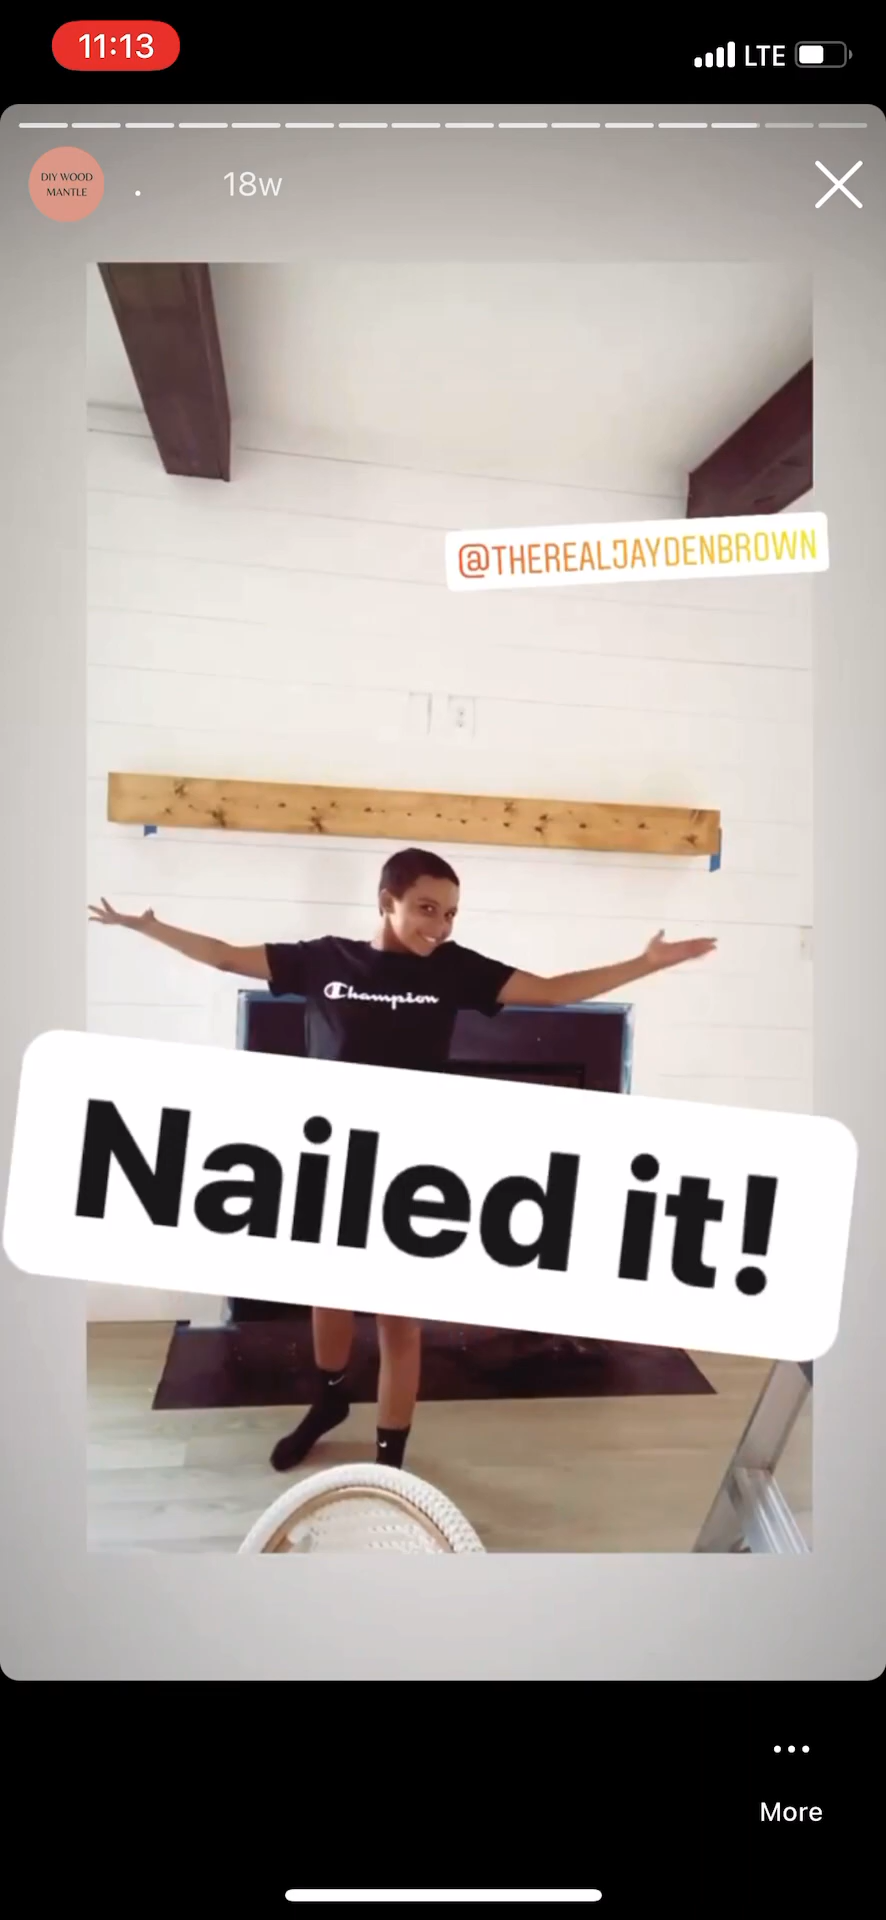 11:13
LTE
DIY WOOD
MANTLE
. 18w
@THEREALJAYDENBROWN
Champion
Nailed it!
More